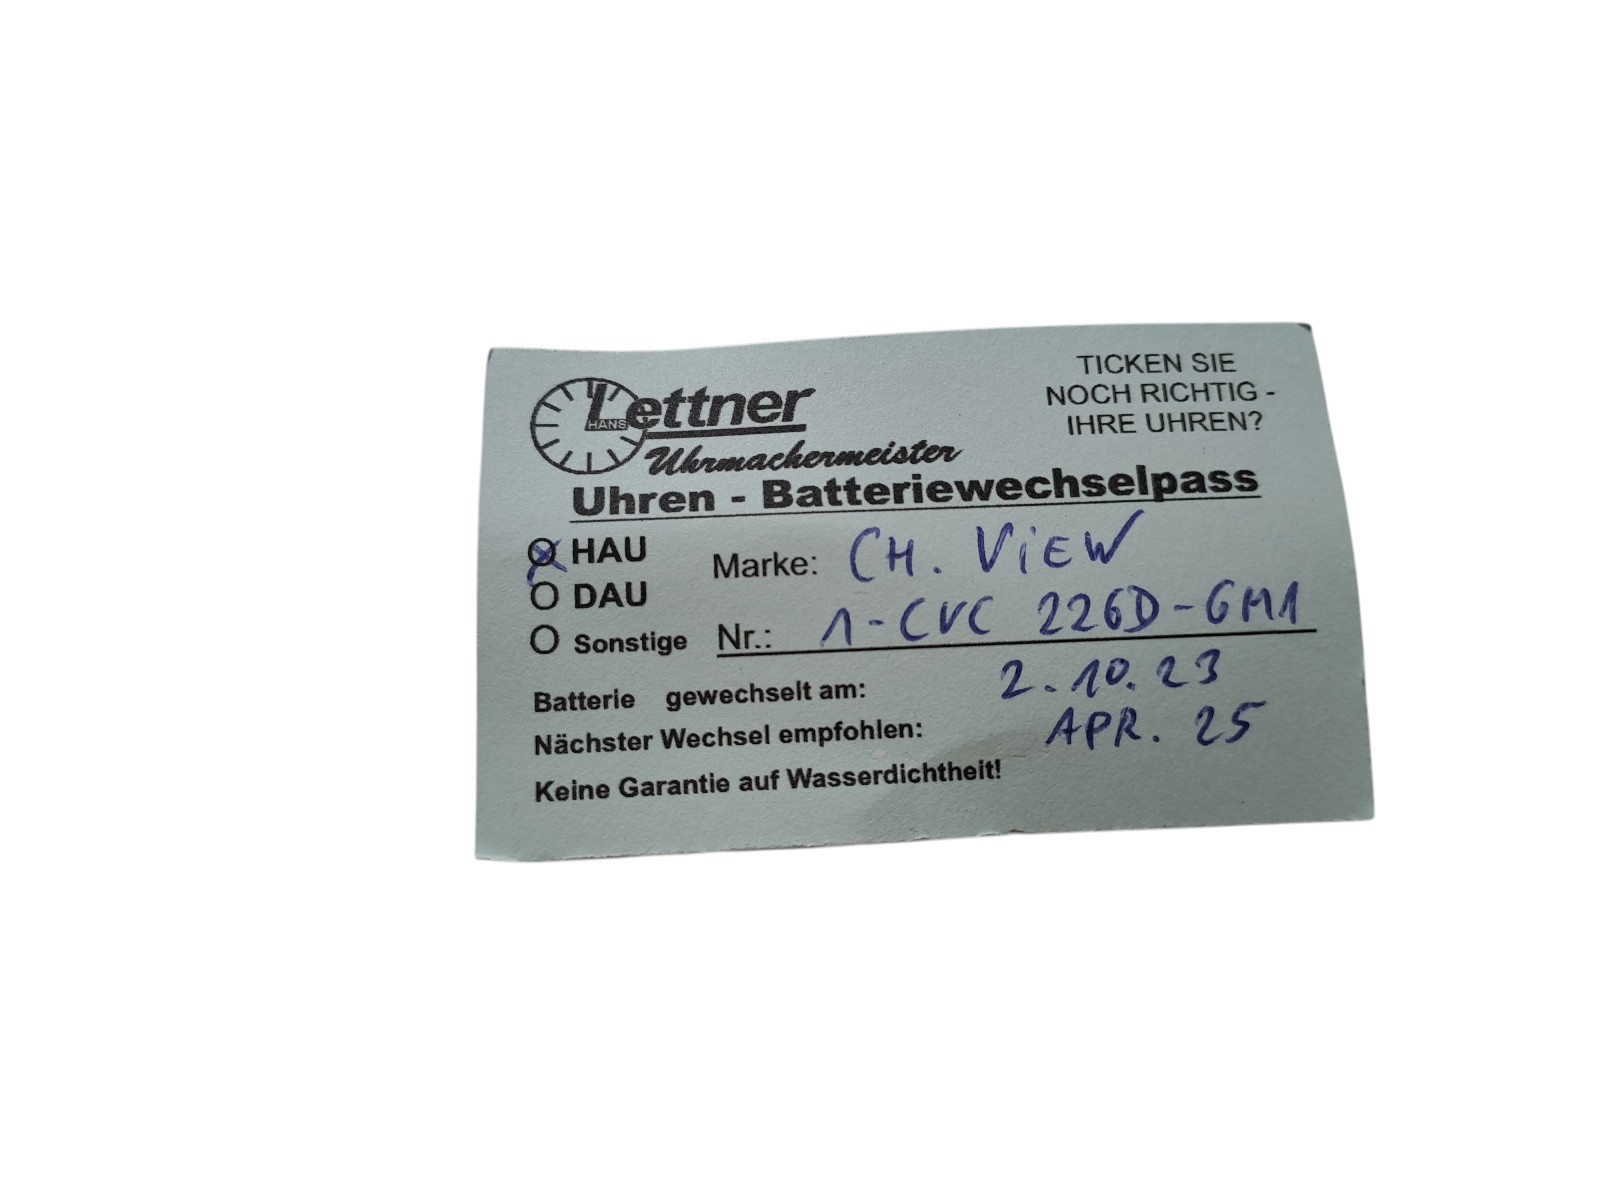 TICKEN SIE
NOCH RICHTIG -
IHRE UHREN?
Lettner
HANS
Uhrmachermeister
Uhren - Batteriewechselpass
HAU Marke: CH. ViEW
DAU
Sonstige Nr.: 1-CVC 226D-GM1
Batterie gewechselt am: 2.10.23
Nächster Wechsel empfohlen: APR. 25
Keine Garantie auf Wasserdichtheit!